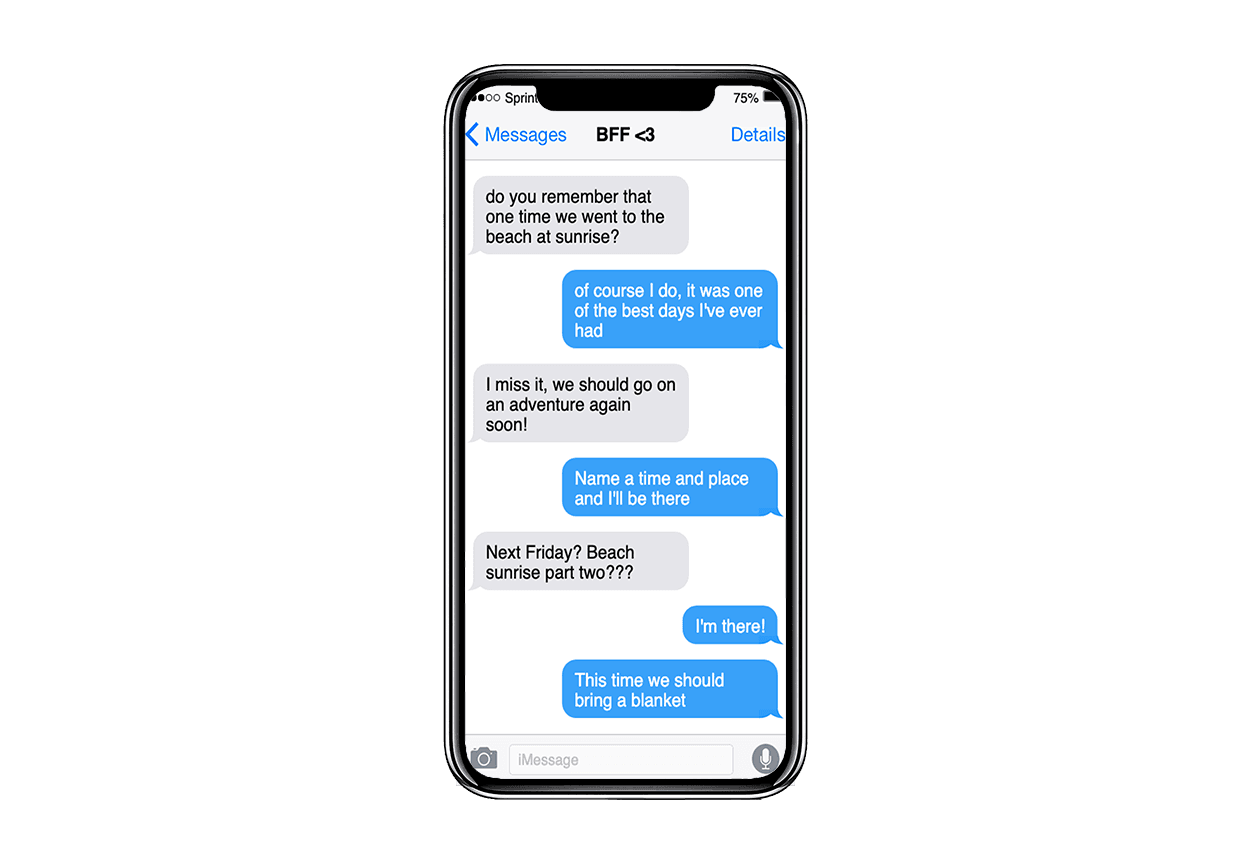 Sprint 75%
Messages BFF <3 Details
do you remember that
one time we went to the
beach at sunrise?
of course I do, it was one
of the best days I've ever
had
I miss it, we should go on
an adventure again
soon!
Name a time and place
and I'll be there
Next Friday? Beach
sunrise part two???
I'm there!
This time we should
bring a blanket
iMessage